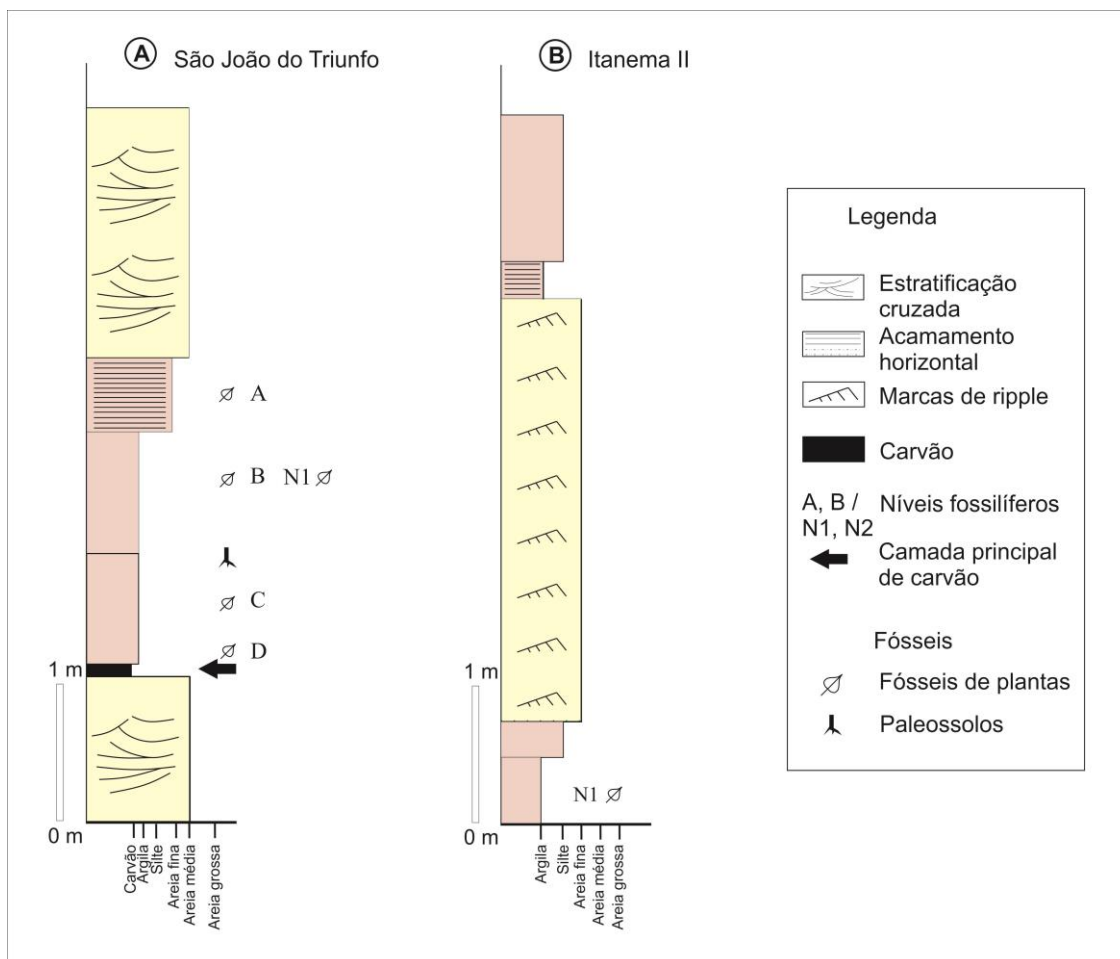 A São João do Triunfo
B Itanema II
A
B N1
C
D
1 m
0 m
Carvão
Argila
Silte
Areia fina
Areia média
Areia grossa
1 m
0 m
N1
Argila
Silte
Areia fina
Areia média
Areia grossa
Legenda
Estratificação
cruzada
Acamamento
horizontal
Marcas de ripple
Carvão
A, B /
N1, N2
Níveis fossilíferos
Camada principal
de carvão
Fósseis
Fósseis de plantas
Paleossolos